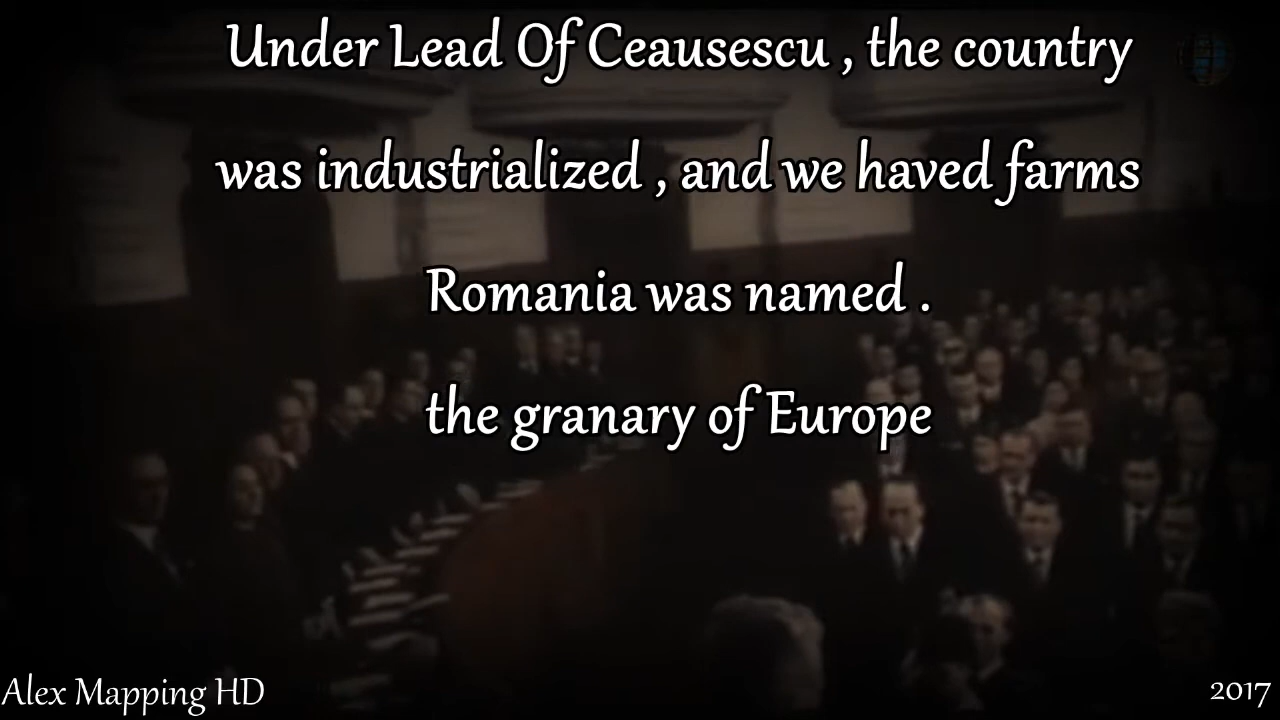 Under Lead Of Ceausescu , the country
was industrialized , and we haved farms
Romania was named .
the granary of Europe
Alex Mapping HD
2017